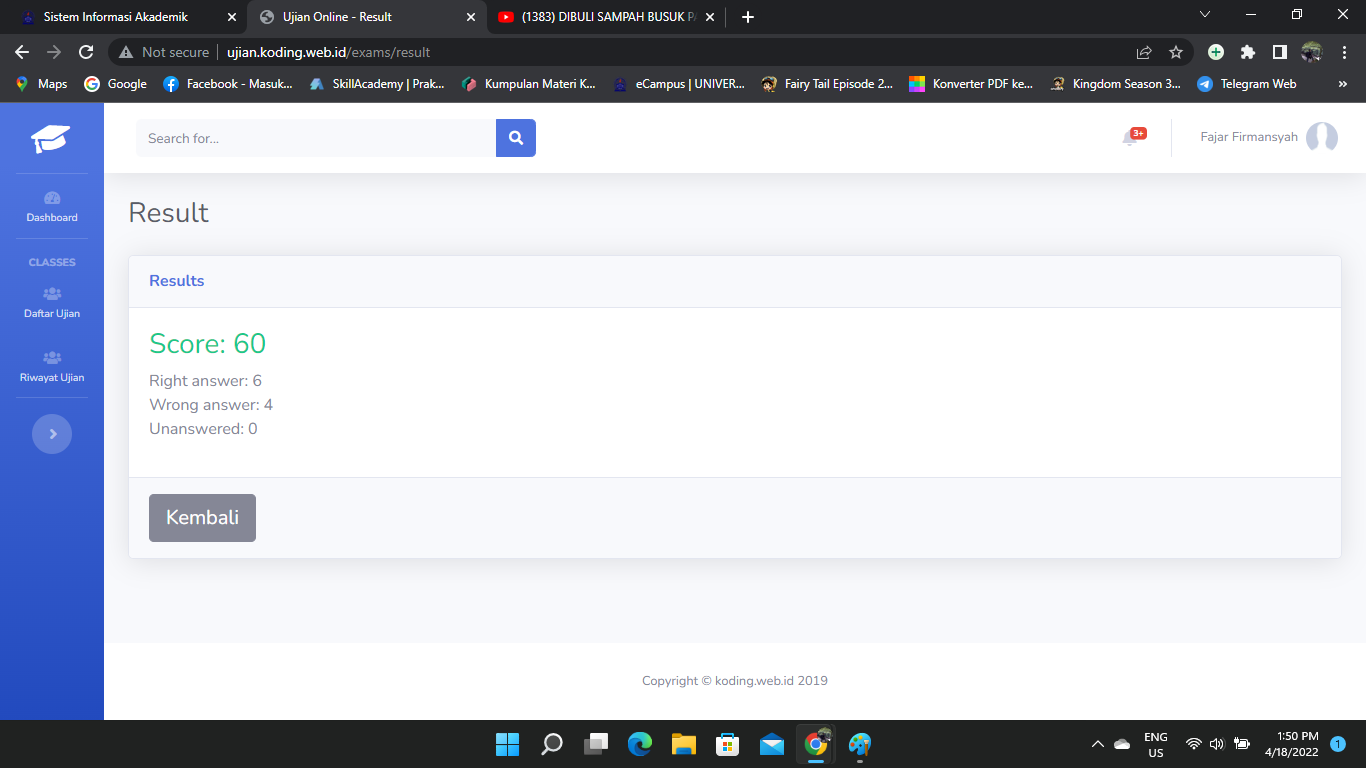 Sistem Informasi Akademik
Ujian Online - Result
(1383) DIBULI SAMPAH BUSUK
Not secure
ujian.koding.web.id/exams/result
Maps
Google
Facebook - Masuk...
SkillAcademy | Prak...
Kumpulan Materi K...
eCampus | UNIVER...
Fairy Tail Episode 2...
Konverter PDF ke...
Kingdom Season 3...
Telegram Web
»
Search for...
3+
Fajar Firmansyah
Dashboard
CLASSES
Daftar Ujian
Riwayat Ujian
Result
Results
Score: 60
Right answer: 6
Wrong answer: 4
Unanswered: 0
Kembali
Copyright © koding.web.id 2019
ENG
US
1:50 PM
4/18/2022
1